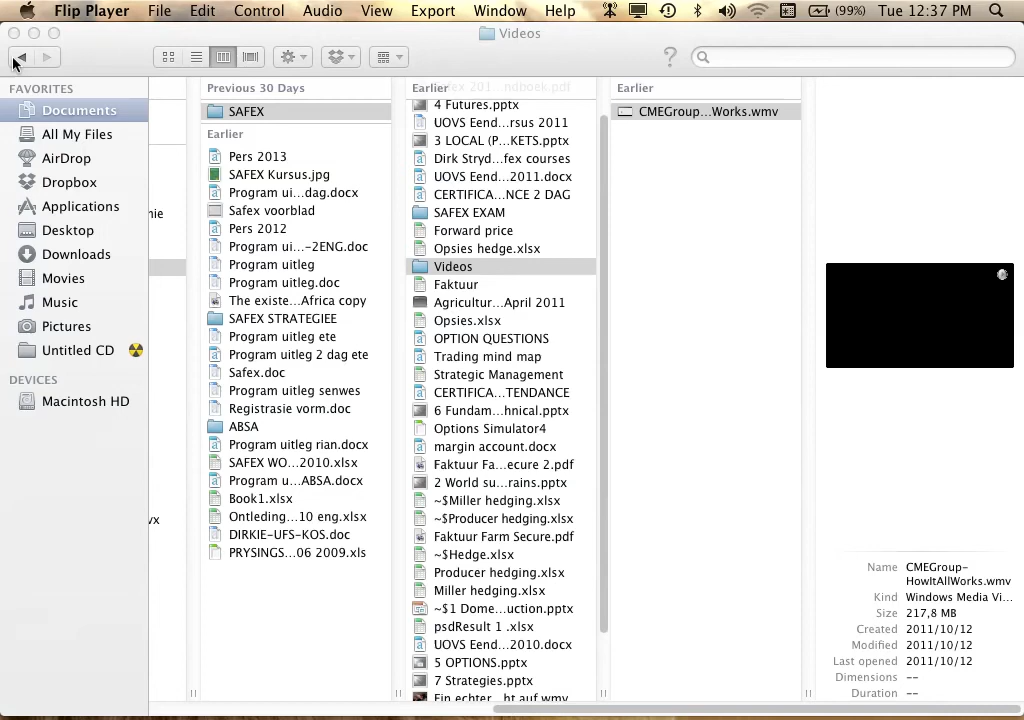 Flip Player File Edit Control Audio View Export Window Help (99%) Tue 12:37 PM
Videos
FAVORITES
Documents
All My Files
AirDrop
Dropbox
Applications
Desktop
Downloads
Movies
Music
Pictures
Untitled CD
DEVICES
Macintosh HD
nie
vx
Previous 30 Days
SAFEX
Earlier
Pers 2013
SAFEX Kursus.jpg
Program ui...dag.docx
Safex voorblad
Pers 2012
Program ui...-2ENG.doc
Program uitleg
Program uitleg.doc
The existe...Africa copy
SAFEX STRATEGIEE
Program uitleg ete
Program uitleg 2 dag ete
Safex.doc
Program uitleg senwes
Registrasie vorm.doc
ABSA
Program uitleg rian.docx
SAFEX WO...2010.xlsx
Program u...ABSA.docx
Book1.xlsx
Ontleding...10 eng.xlsx
DIRKIE-UFS-KOS.doc
PRYSINGS...06 2009.xls
Earlier
4 Futures.pptx
UOVS Eend...rsus 2011
3 LOCAL (P...KETS.pptx
Dirk Stryd...fex courses
UOVS Eend...2011.docx
CERTIFICA...NCE 2 DAG
SAFEX EXAM
Forward price
Opsies hedge.xlsx
Videos
Faktuur
Agricultur...April 2011
Opsies.xlsx
OPTION QUESTIONS
Trading mind map
Strategic Management
CERTIFICA...TENDANCE
6 Fundam...hnical.pptx
Options Simulator4
margin account.docx
Faktuur Fa...ecure 2.pdf
2 World su...rains.pptx
~$Miller hedging.xlsx
~$Producer hedging.xlsx
Faktuur Farm Secure.pdf
~$Hedge.xlsx
Producer hedging.xlsx
Miller hedging.xlsx
~$1 Dome...uction.pptx
psdResult 1 .xlsx
UOVS Eend...2010.docx
5 OPTIONS.pptx
7 Strategies.pptx
Ein echter...ht auf.wmv
Earlier
CMEGroup...Works.wmv
Name CMEGroup-
HowItAllWorks.wmv
Kind Windows Media Vi...
Size 217,8 MB
Created 2011/10/12
Modified 2011/10/12
Last opened 2011/10/12
Dimensions --
Duration --